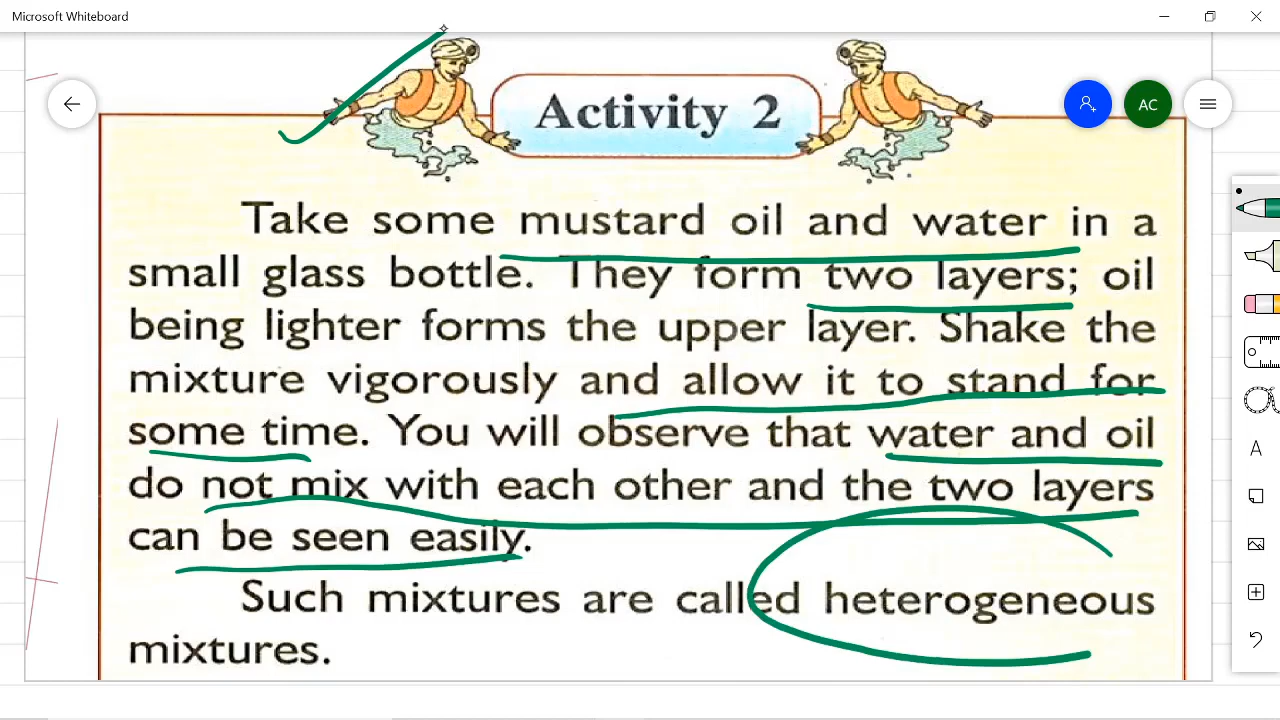 Microsoft Whiteboard
Activity 2
AC
Take some mustard oil and water in a
small glass bottle. They form two layers; oil
being lighter forms the upper layer. Shake the
mixture vigorously and allow it to stand for
some time. You will observe that water and oil
do not mix with each other and the two layers
can be seen easily.
Such mixtures are called heterogeneous
mixtures.
A